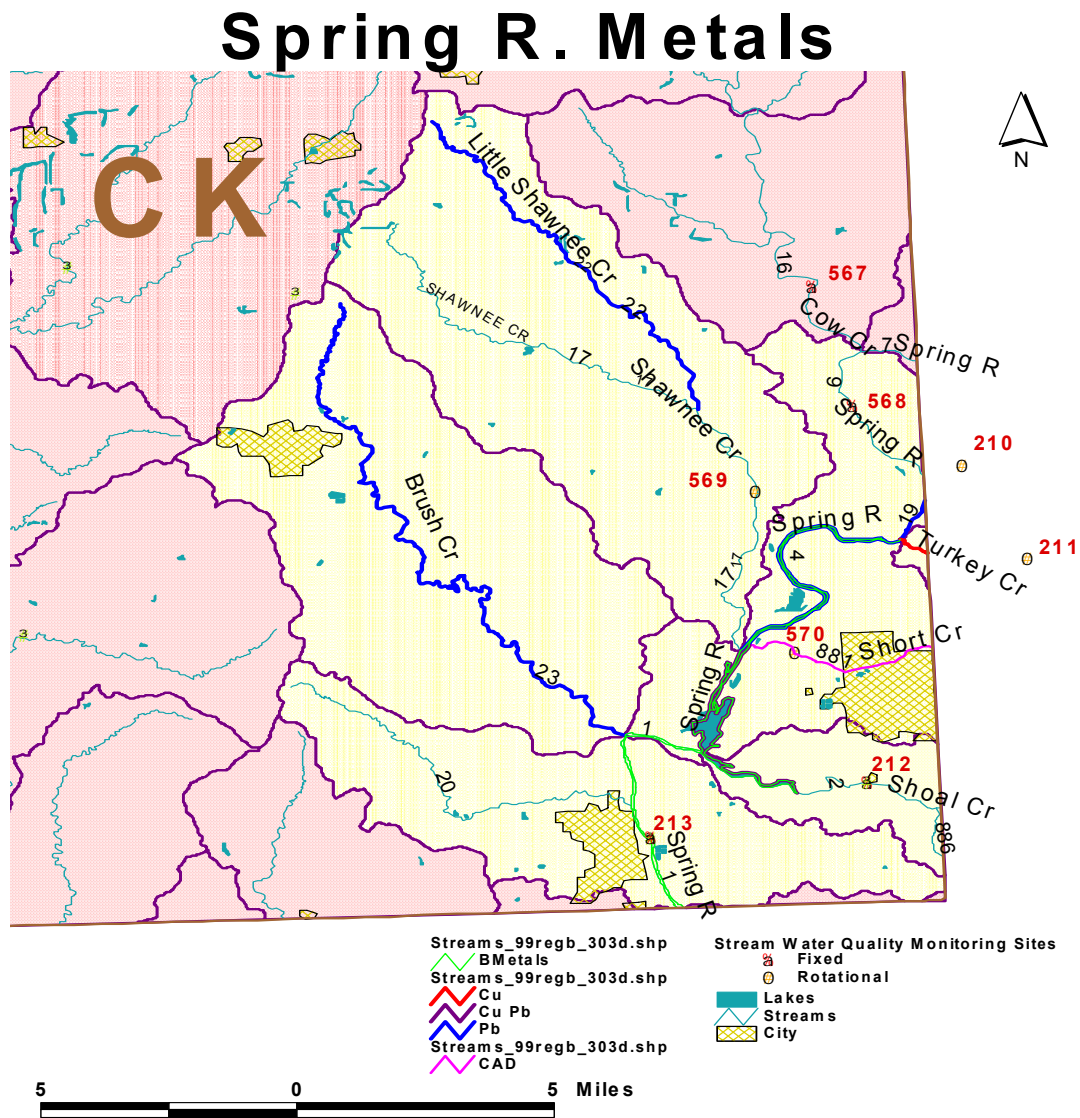 Spring R. Metals
N
C K
3
3
3
Little Shawnee Cr
22
22
SHAWNEE CR
17
17
Shawnee Cr
16
567
Cow Cr
7
Spring R
9
568
Spring R
210
569
Spring R
19
4
Turkey Cr
211
17
17
Brush Cr
570
881
Short Cr
Spring R
23
1
212
2
Shoal Cr
886
20
213
Spring R
1
Streams_99regb_303d.shp
BMetals
Streams_99regb_303d.shp
Cu
Cu Pb
Pb
Streams_99regb_303d.shp
CAD
Stream Water Quality Monitoring Sites
Fixed
Rotational
Lakes
Streams
City
5 0 5 Miles